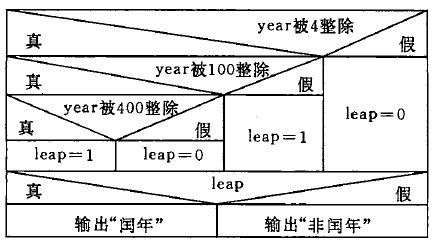 year被4整除
真 假
year被100整除
真 假
year被400整除
真 假
leap=0
leap=1
leap=1 leap=0
leap
真 假
输出“闰年” 输出“非闰年”